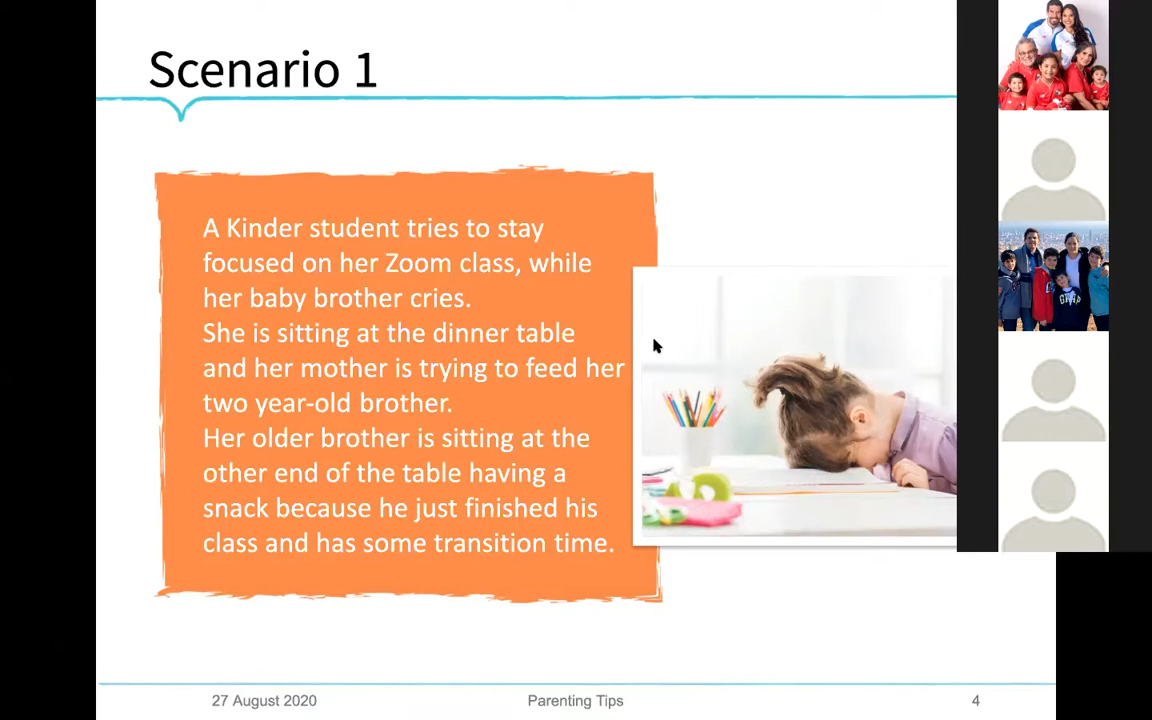 Scenario 1
A Kinder student tries to stay
focused on her Zoom class, while
her baby brother cries.
She is sitting at the dinner table
and her mother is trying to feed her
two year-old brother.
Her older brother is sitting at the
other end of the table having a
snack because he just finished his
class and has some transition time.
27 August 2020
Parenting Tips
4